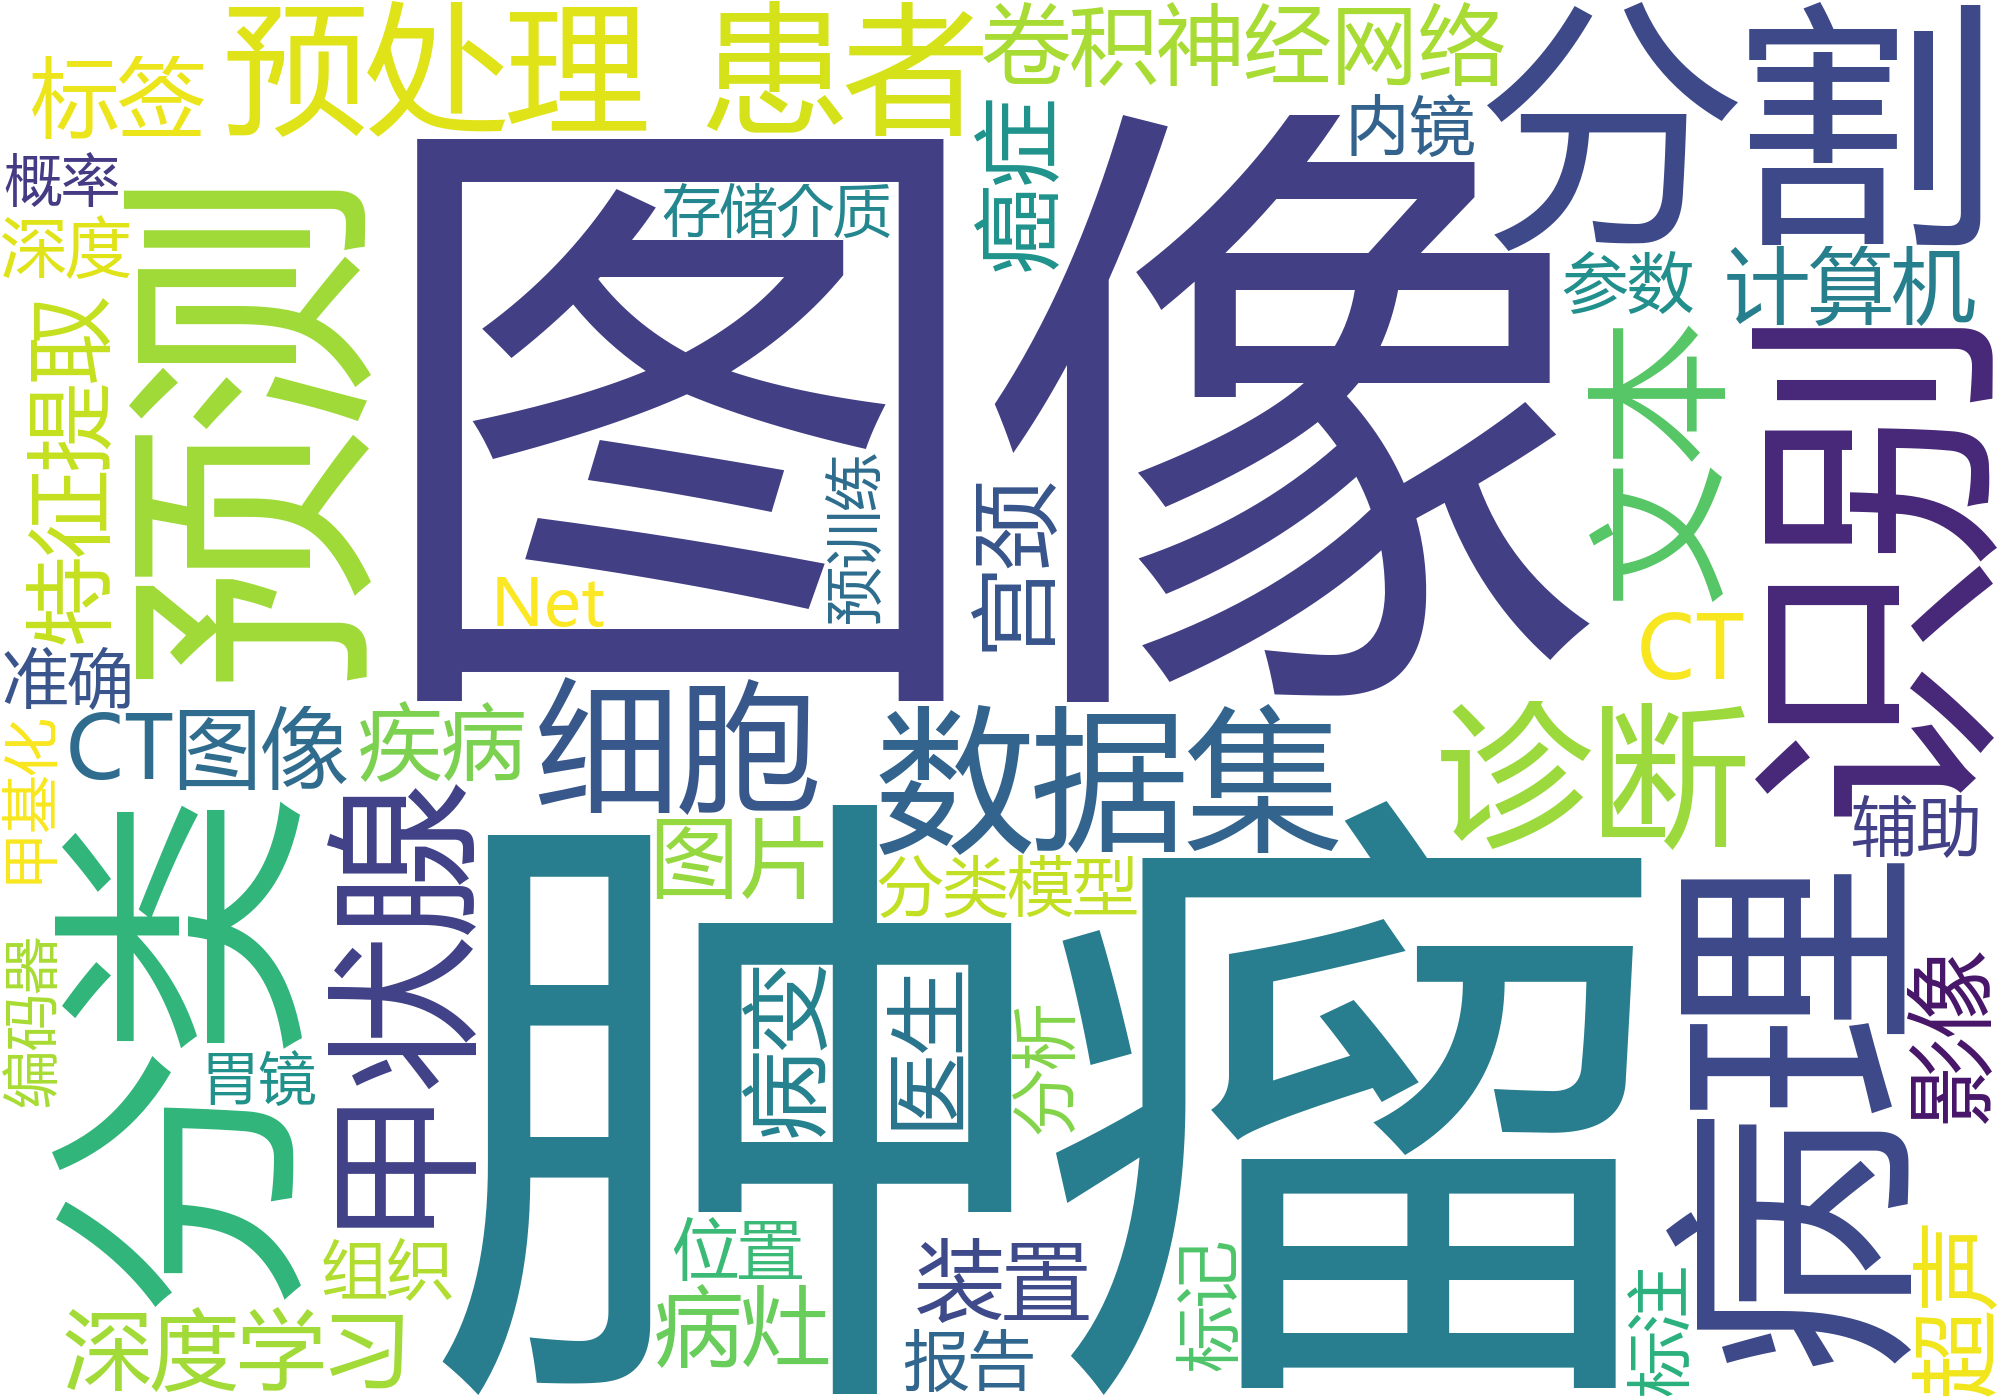 标签
预处理
患者
卷积神经网络
分割
概率
深度
预测
图像
存储介质
癌症
内镜
参数
计算机
特征提取
Net
预训练
宫颈
文本
识别
CT
准确
CT图像
疾病
细胞
数据集
诊断
甲基化
分类
甲状腺
肿瘤
图片
分类模型
辅助
病理
编码器
胃镜
病变
医生
分析
影像
组织
位置
装置
标记
标注
超声
深度学习
病灶
报告